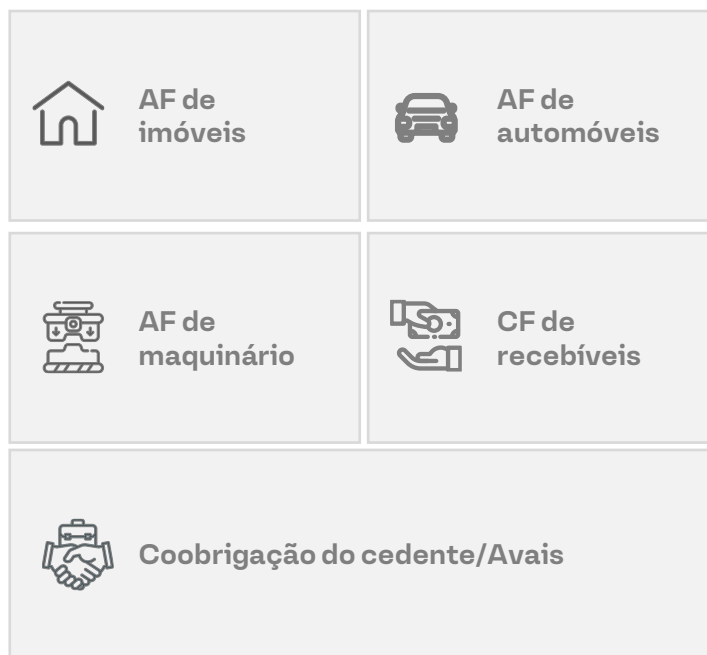 AF de
imóveis
AF de
automóveis
AF de
maquinário
CF de
recebíveis
Coobrigação do cedente/Avais